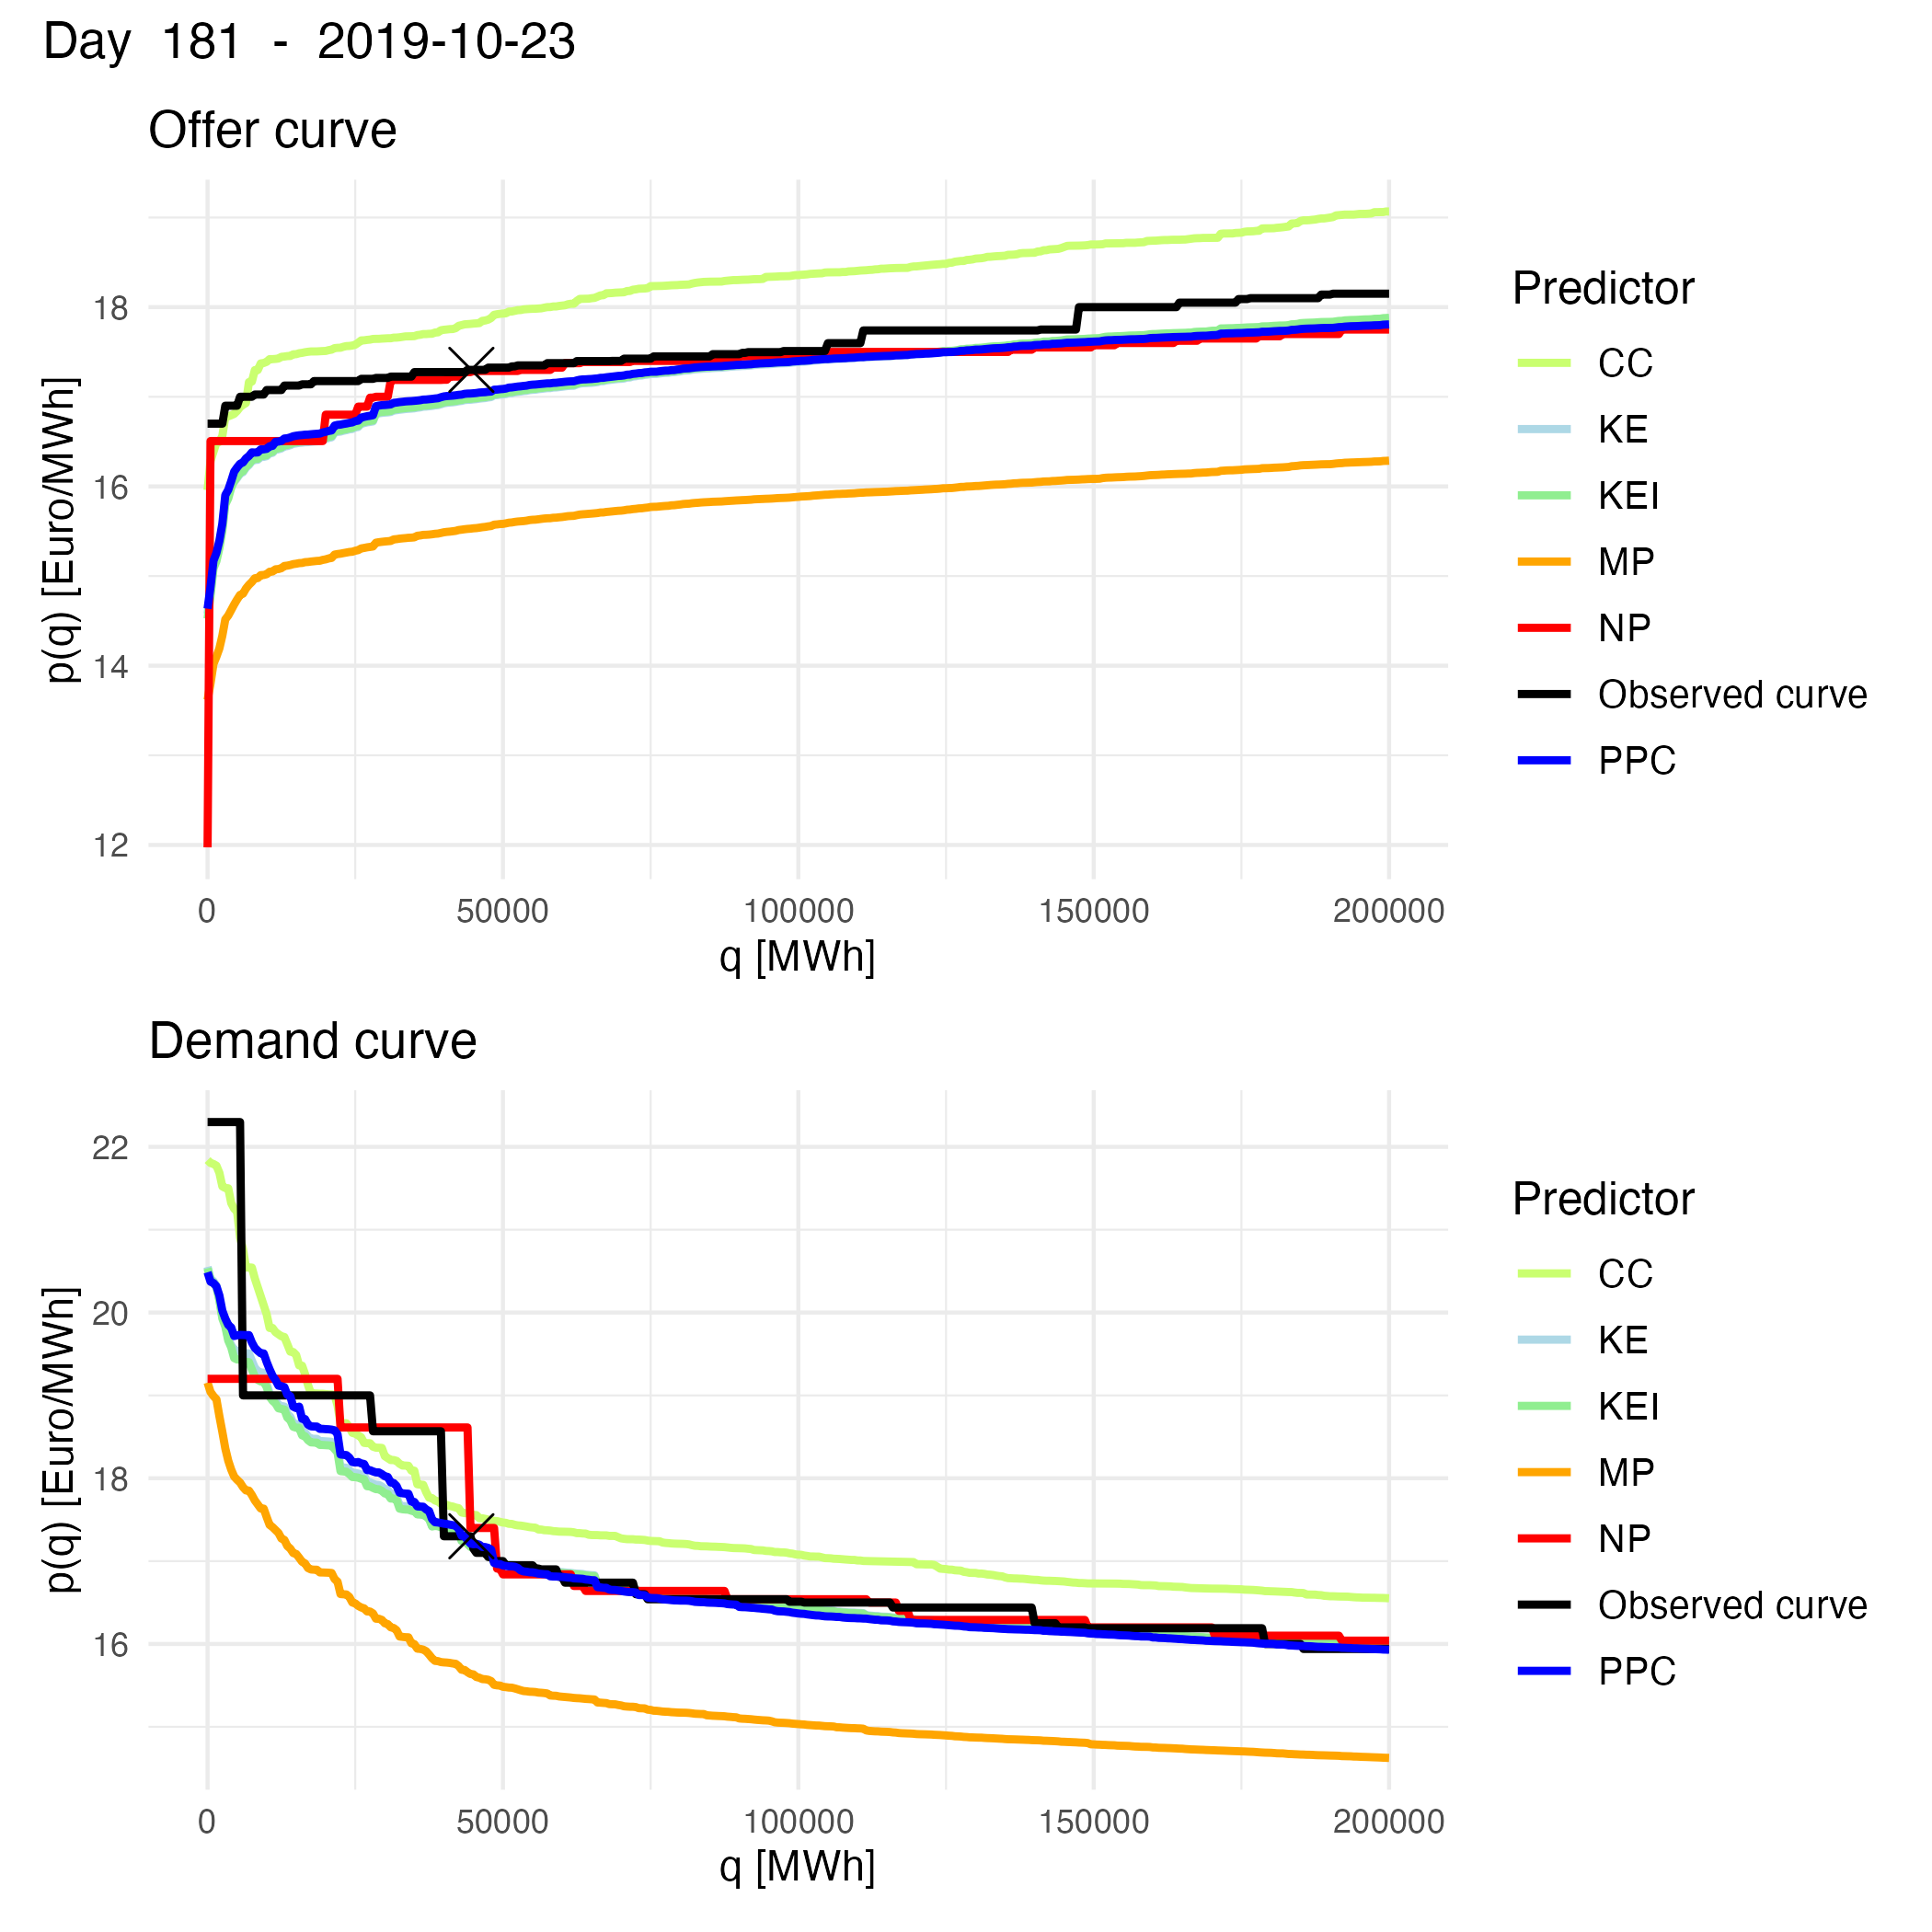 Day 181 - 2019-10-23
Offer curve
p(q) [Euro/MWh]
18
16
14
12
0 50000 100000 150000 200000
q [MWh]
Predictor
CC
KE
KEI
MP
NP
Observed curve
PPC
Demand curve
p(q) [Euro/MWh]
22
20
18
16
0 50000 100000 150000 200000
q [MWh]
Predictor
CC
KE
KEI
MP
NP
Observed curve
PPC